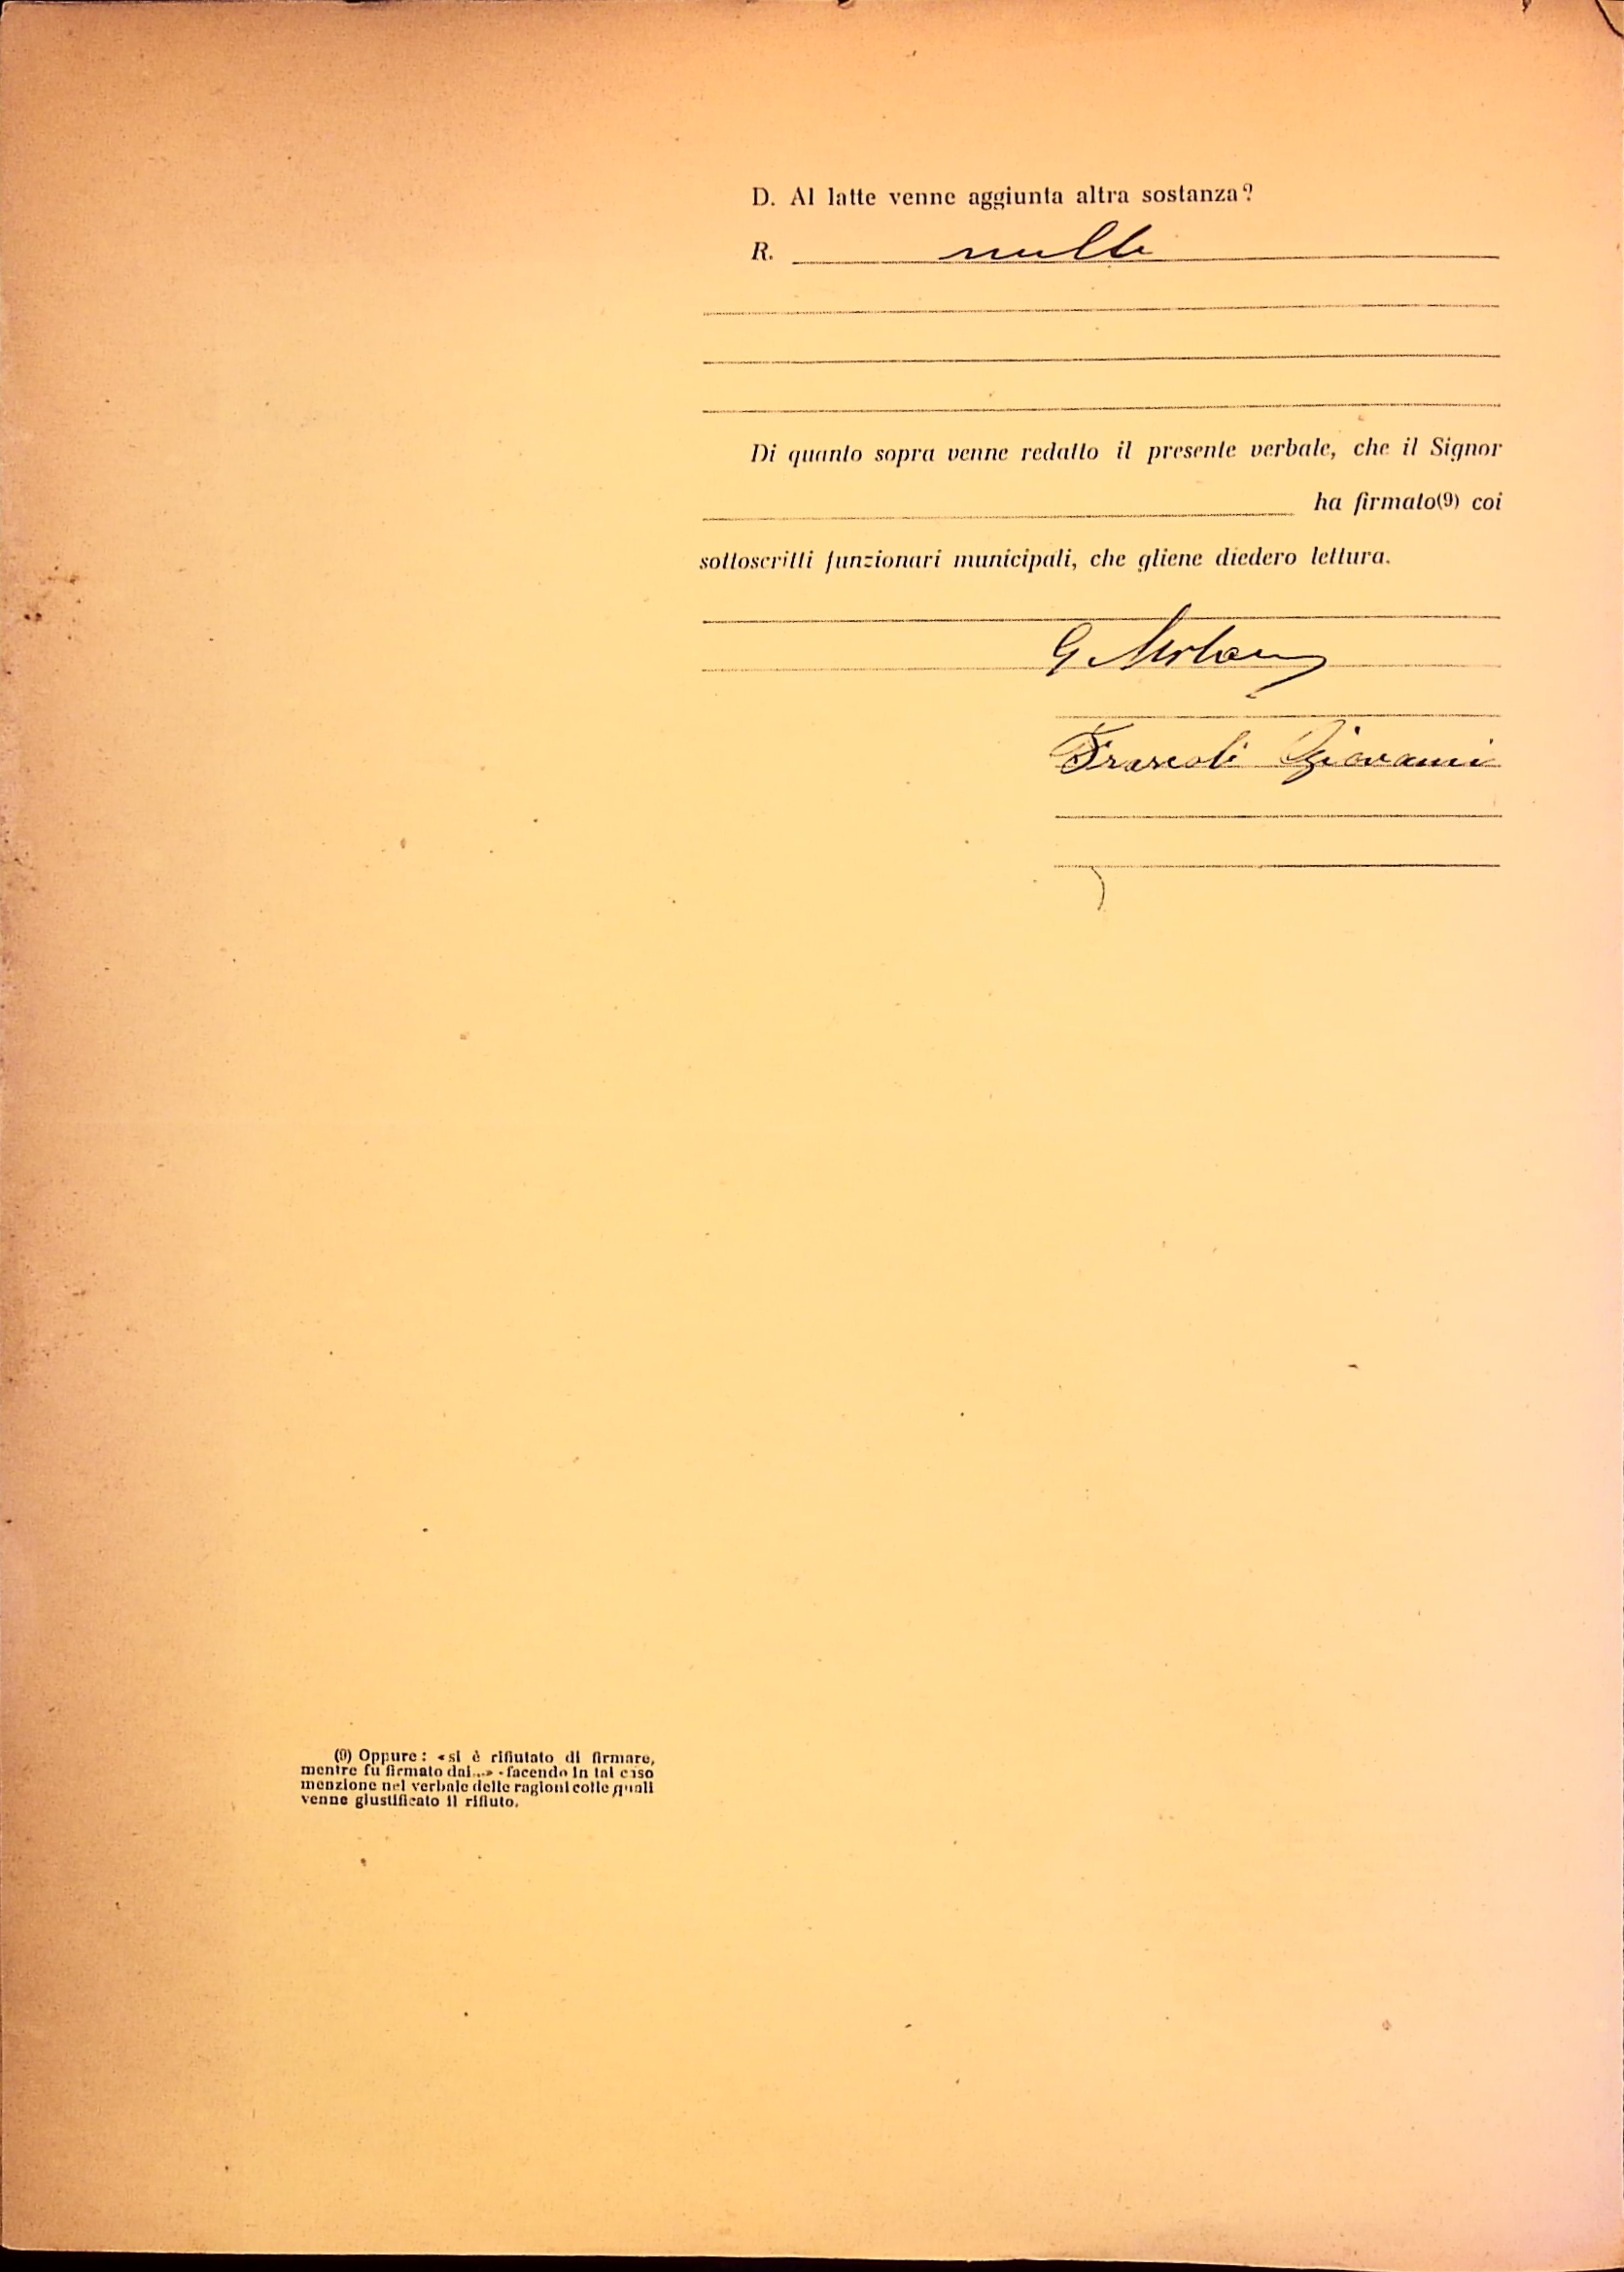 D. Al latte venne aggiunta altra sostanza?
R. nulla
Di quanto sopra venne redatto il presente verbale, che il Signor
ha firmato(9) coi
sottoscritti funzionari municipali, che gliene diedero lettura.
G
Frascoli Giovanni
(9) Oppure: «si è rifiutato di firmare,
mentre fu firmato dai...» - facendo in tal caso
menzione nel verbale delle ragioni colle quali
venne giustificato il rifiuto.